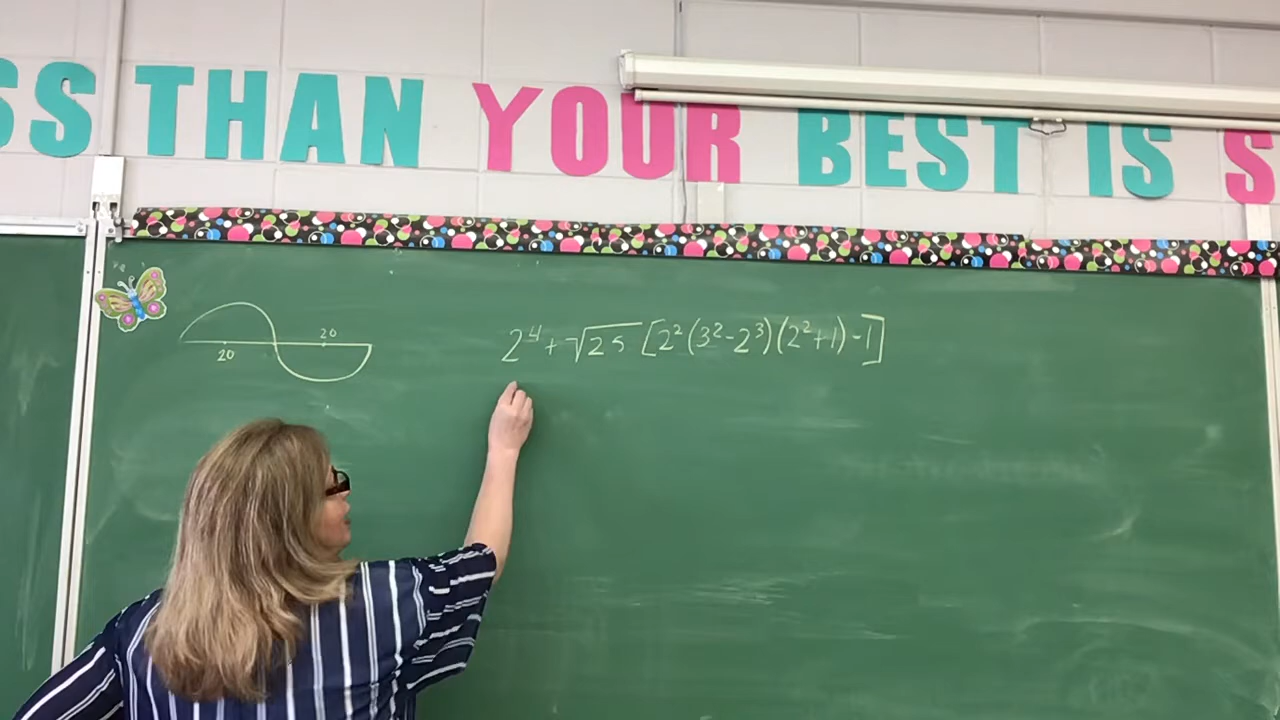 SS THAN YOUR BEST IS S
20
20
2⁴+√25[2²(3²-2³)(2²+1)-1]